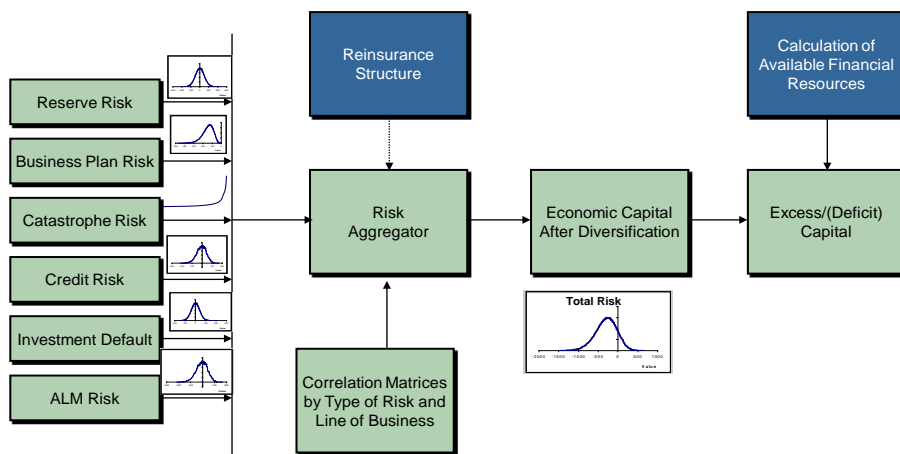 Reinsurance
Structure
Calculation of
Available Financial
Resources
Reserve Risk
Business Plan Risk
Catastrophe Risk
Credit Risk
Investment Default
ALM Risk
Risk
Aggregator
Economic Capital
After Diversification
Excess/(Deficit)
Capital
Total Risk
-2000 -1500 -1000 -500 0 500 1000
Value
Correlation Matrices
by Type of Risk and
Line of Business